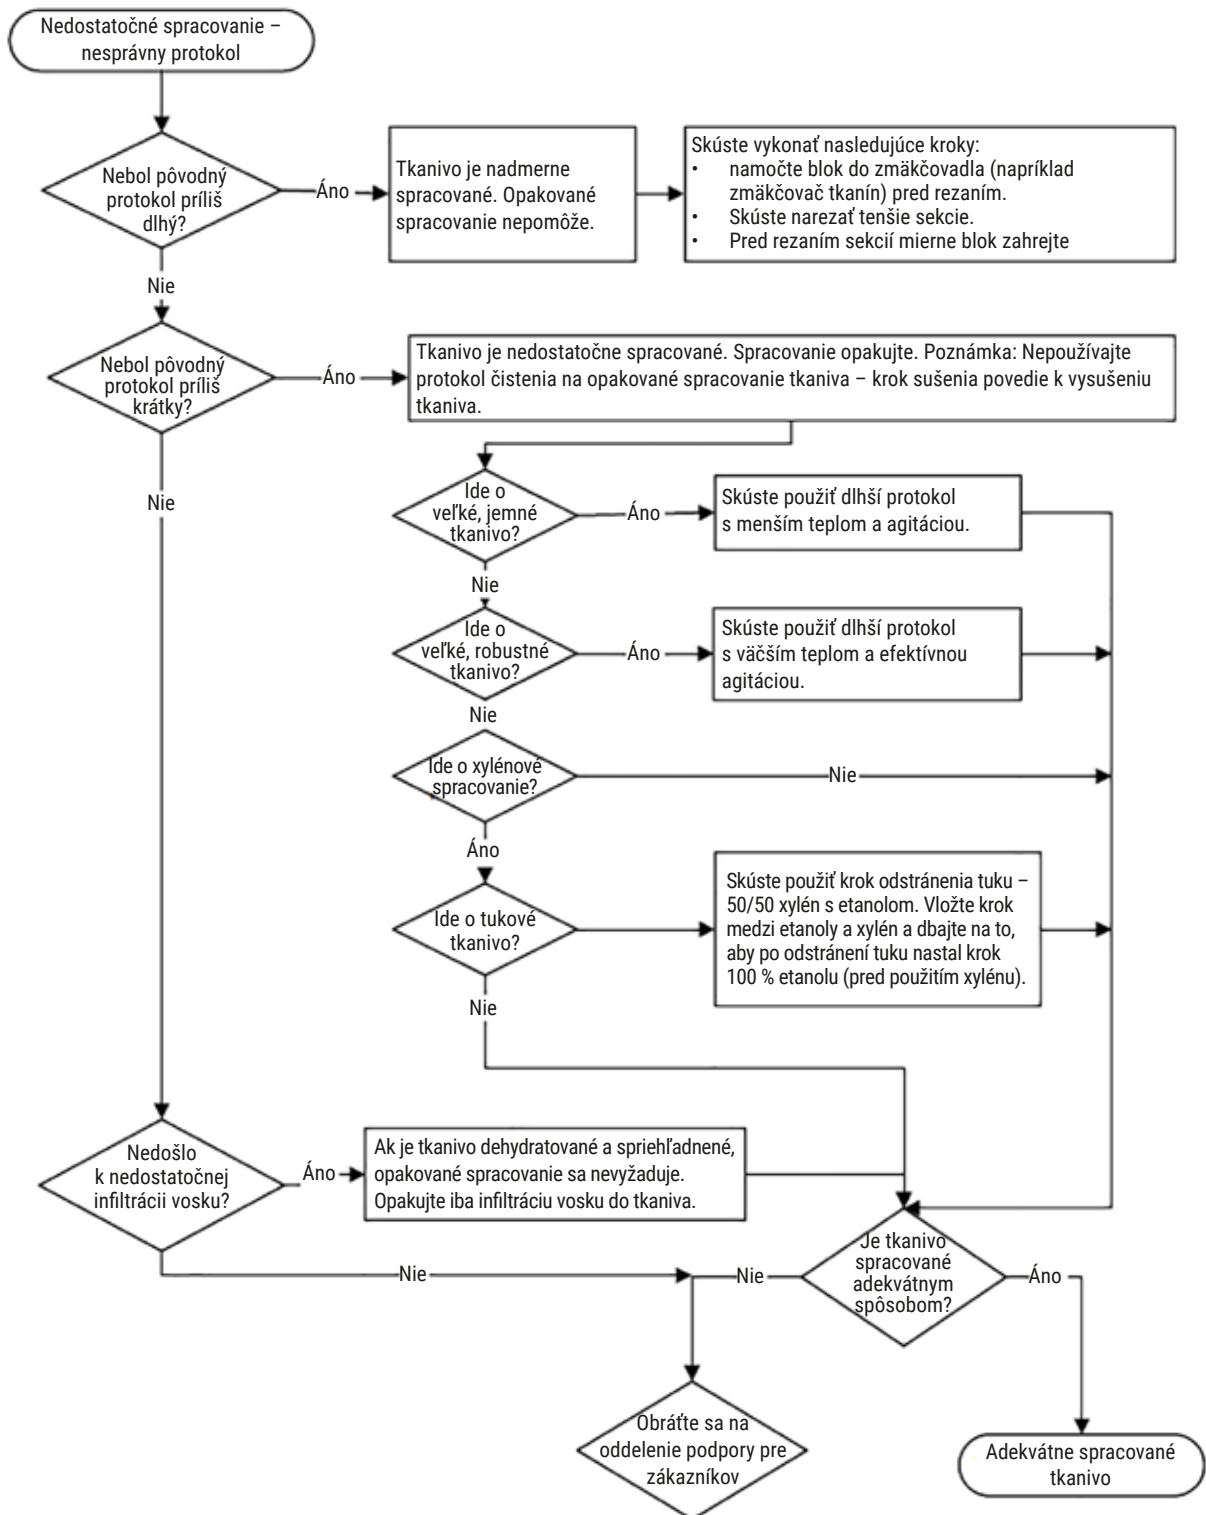 Nedostatočné spracovanie –
nesprávny protokol
Nebol pôvodný
protokol príliš
dlhý?
Áno
Tkanivo je nadmerne
spracované. Opakované
spracovanie nepomôže.
Skúste vykonať nasledujúce kroky:
• namočte blok do zmäkčovadla (napríklad
zmäkčovač tkanín) pred rezaním.
• Skúste narezať tenšie sekcie.
• Pred rezaním sekcií mierne blok zahrejte
Nie
Nebol pôvodný
protokol príliš
krátky?
Áno
Tkanivo je nedostatočne spracované. Spracovanie opakujte. Poznámka: Nepoužívajte
protokol čistenia na opakované spracovanie tkaniva – krok sušenia povedie k vysušeniu
tkaniva.
Nie
Ide o
veľké, jemné
tkanivo?
Áno
Skúste použiť dlhší protokol
s menším teplom a agitáciou.
Nie
Ide o
veľké, robustné
tkanivo?
Áno
Skúste použiť dlhší protokol
s väčším teplom a efektívnou
agitáciou.
Nie
Ide o xylénové
spracovanie?
Nie
Áno
Ide o tukové
tkanivo?
Skúste použiť krok odstránenia tuku –
50/50 xylén s etanolom. Vložte krok
medzi etanoly a xylén a dbajte na to,
aby po odstránení tuku nastal krok
100 % etanolu (pred použitím xylénu).
Nie
Nedošlo
k nedostatočnej
infiltrácii vosku?
Áno
Ak je tkanivo dehydratované a spriehľadnené,
opakované spracovanie sa nevyžaduje.
Opakujte iba infiltráciu vosku do tkaniva.
Nie
Je tkanivo
spracované
adekvátnym
spôsobom?
Nie
Áno
Obráťte sa na
oddelenie podpory pre
zákazníkov
Adekvátne spracované
tkanivo